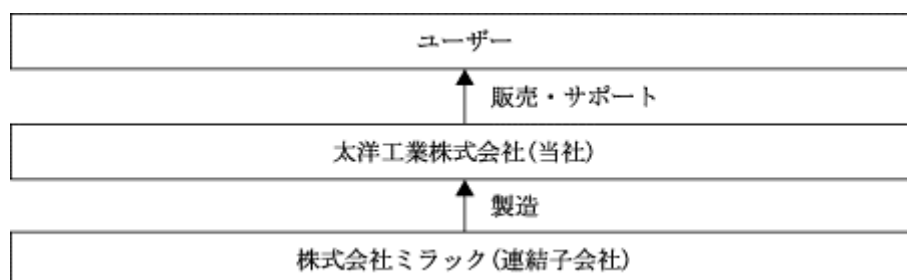 ユーザー
販売・サポート
太洋工業株式会社(当社)
製造
株式会社ミラック(連結子会社)